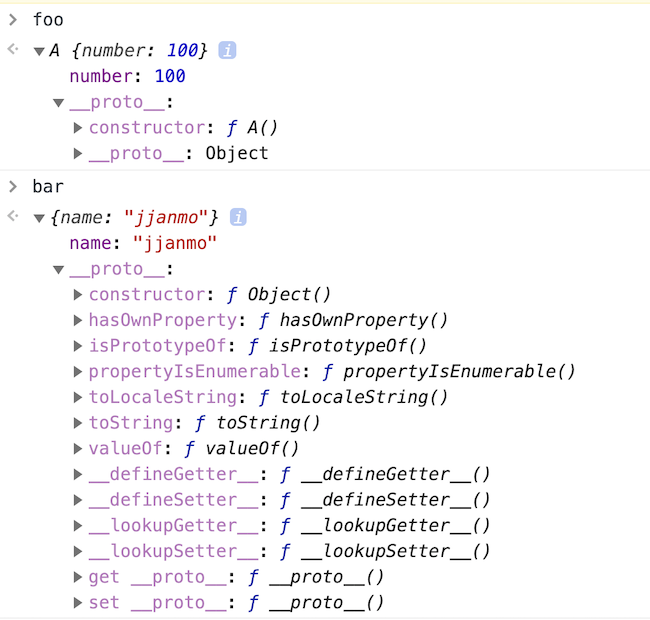 foo
A {number: 100} i
number: 100
__proto__:
constructor: ƒ A()
__proto__: Object
bar
{name: "jjanmo"} i
name: "jjanmo"
__proto__:
constructor: ƒ Object()
hasOwnProperty: ƒ hasOwnProperty()
isPrototypeOf: ƒ isPrototypeOf()
propertyIsEnumerable: ƒ propertyIsEnumerable()
toLocaleString: ƒ toLocaleString()
toString: ƒ toString()
valueOf: ƒ valueOf()
__defineGetter__: ƒ __defineGetter__()
__defineSetter__: ƒ __defineSetter__()
__lookupGetter__: ƒ __lookupGetter__()
__lookupSetter__: ƒ __lookupSetter__()
get __proto__: ƒ __proto__()
set __proto__: ƒ __proto__()